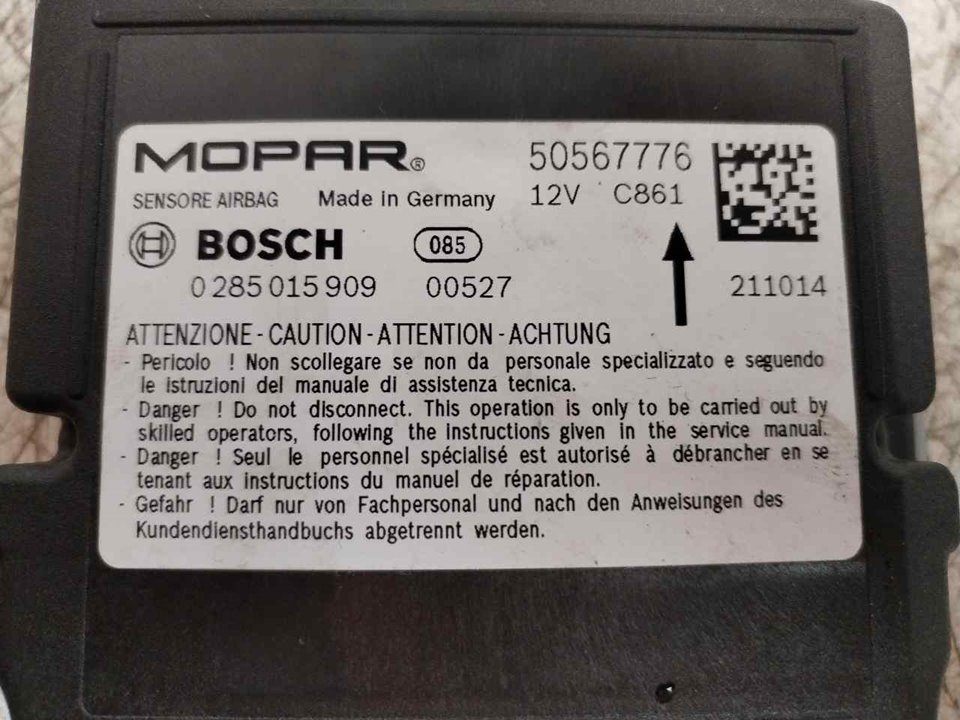 MOPAR® 50567776
SENSORE AIRBAG Made in Germany 12V C861
BOSCH 085
0 285 015 909 00527 211014
ATTENZIONE - CAUTION - ATTENTION - ACHTUNG
- Pericolo ! Non scollegare se non da personale specializzato e seguendo
le istruzioni del manuale di assistenza tecnica.
- Danger ! Do not disconnect. This operation is only to be carried out by
skilled operators, following the instructions given in the service manual.
- Danger ! Seul le personnel spécialisé est autorisé à débrancher en se
tenant aux instructions du manuel de réparation.
- Gefahr ! Darf nur von Fachpersonal und nach den Anweisungen des
Kundendiensthandbuchs abgetrennt werden.